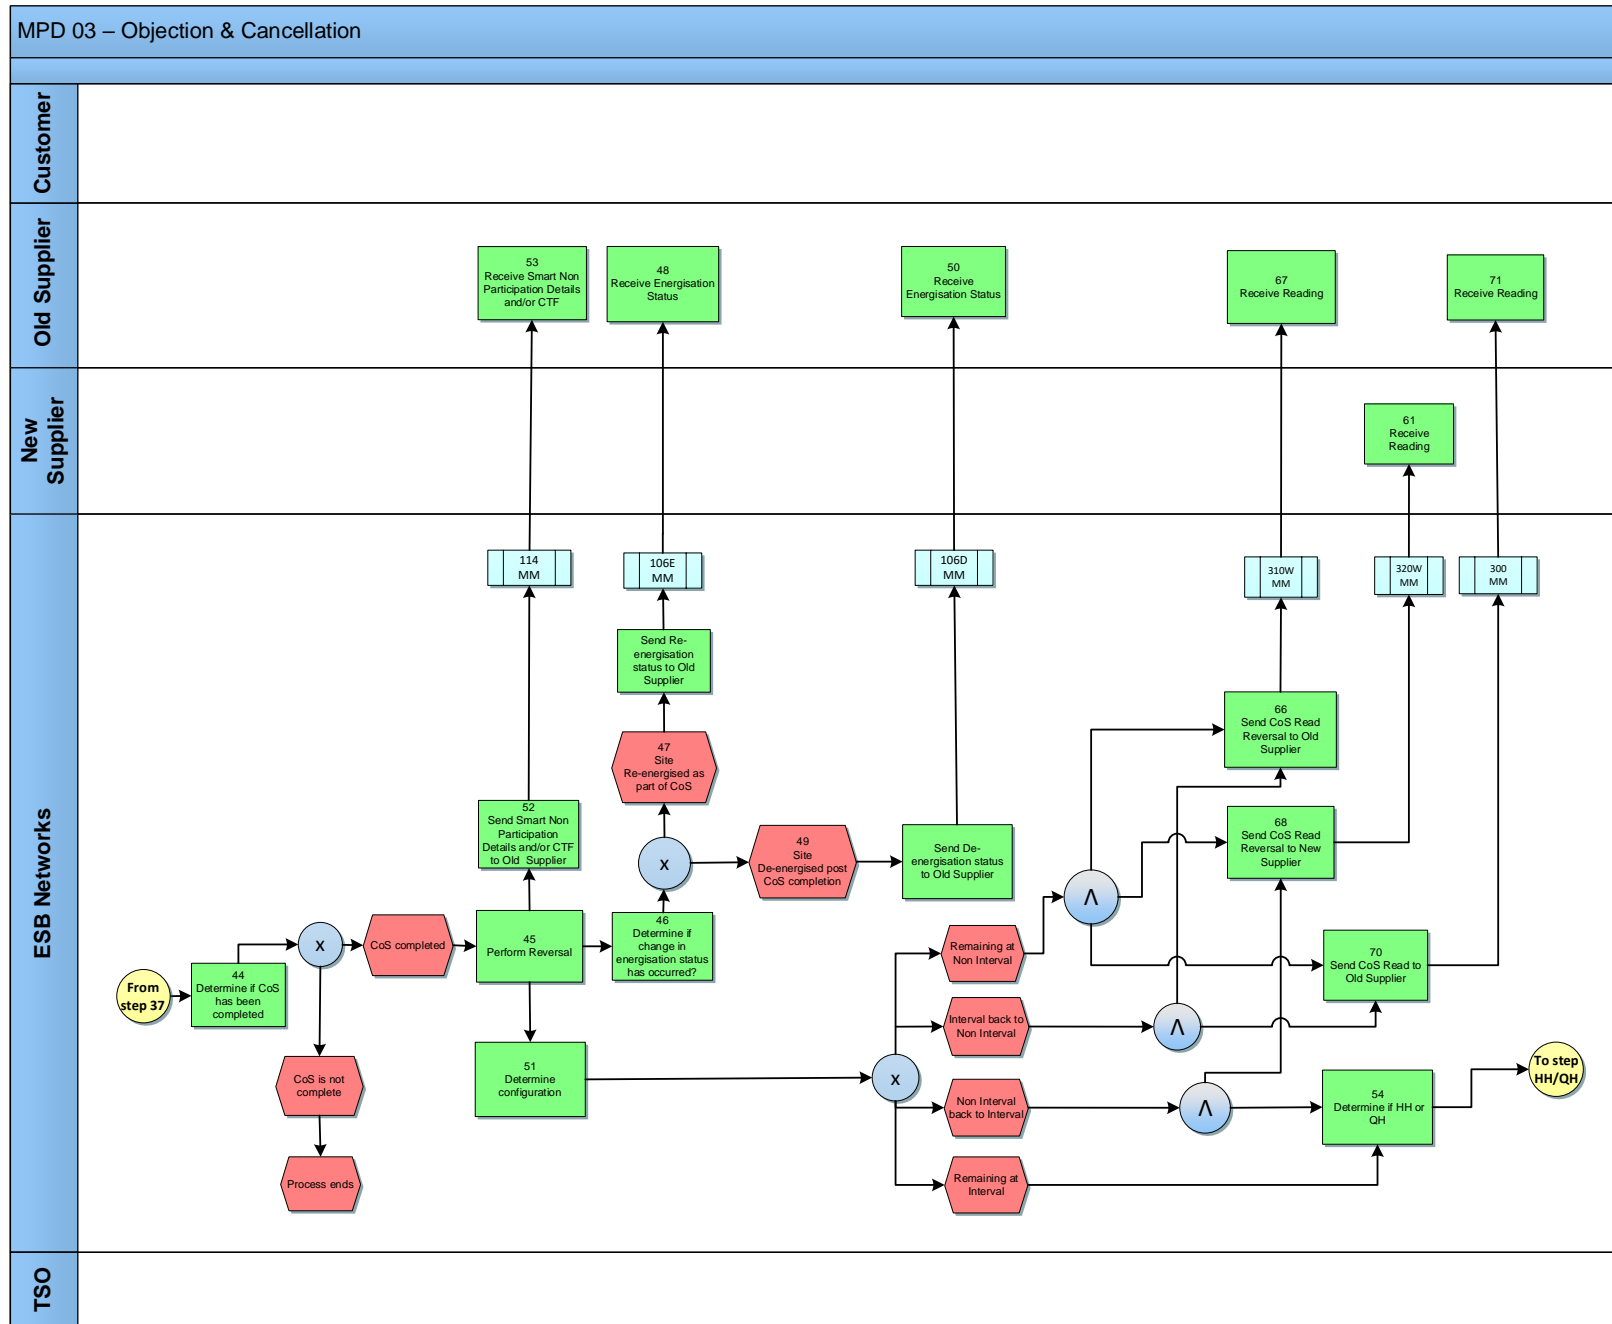 MPD 03 – Objection & Cancellation
Customer
Old Supplier
53
Receive Smart Non
Participation Details
and/or CTF
48
Receive Energisation
Status
50
Receive
Energisation Status
67
Receive Reading
71
Receive Reading
New
Supplier
61
Receive
Reading
ESB Networks
114
MM
106E
MM
106D
MM
310W
MM
320W
MM
300
MM
Send Re-
energisation
status to Old
Supplier
47
Site
Re-energised as
part of CoS
66
Send CoS Read
Reversal to Old
Supplier
52
Send Smart Non
Participation
Details and/or CTF
to Old Supplier
X
49
Site
De-energised post
CoS completion
Send De-
energisation status
to Old Supplier
68
Send CoS Read
Reversal to New
Supplier
Λ
From
step 37
44
Determine if CoS
has been
completed
X
CoS completed
45
Perform Reversal
46
Determine if
change in
energisation status
has occurred?
Remaining at
Non Interval
70
Send CoS Read to
Old Supplier
Interval back to
Non Interval
Λ
CoS is not
complete
51
Determine
configuration
X
Non Interval
back to Interval
Λ
54
Determine if HH or
QH
To step
HH/QH
Process ends
Remaining at
Interval
TSO